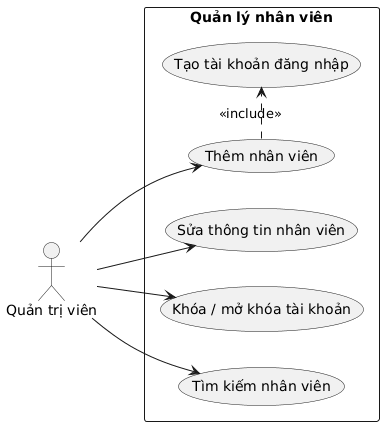 Quản lý nhân viên
Tạo tài khoản đăng nhập
«include»
Thêm nhân viên
Sửa thông tin nhân viên
Khóa / mở khóa tài khoản
Quản trị viên
Tìm kiếm nhân viên